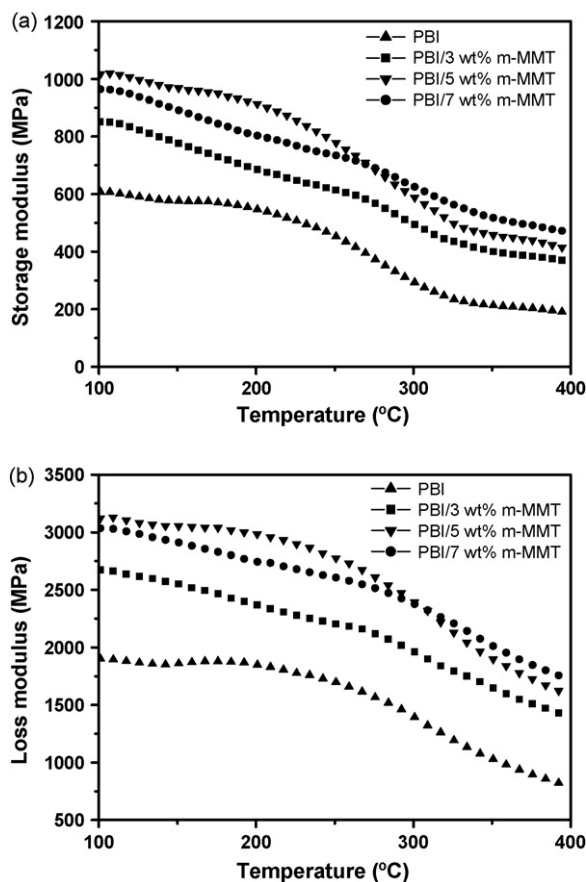 (a)
PBI
PBI/3 wt% m-MMT
PBI/5 wt% m-MMT
PBI/7 wt% m-MMT
1200
1000
800
600
400
200
0
Storage modulus (MPa)
100 200 300 400
Temperature (ºC)
(b)
PBI
PBI/3 wt% m-MMT
PBI/5 wt% m-MMT
PBI/7 wt% m-MMT
3500
3000
2500
2000
1500
1000
500
Loss modulus (MPa)
100 200 300 400
Temperature (ºC)